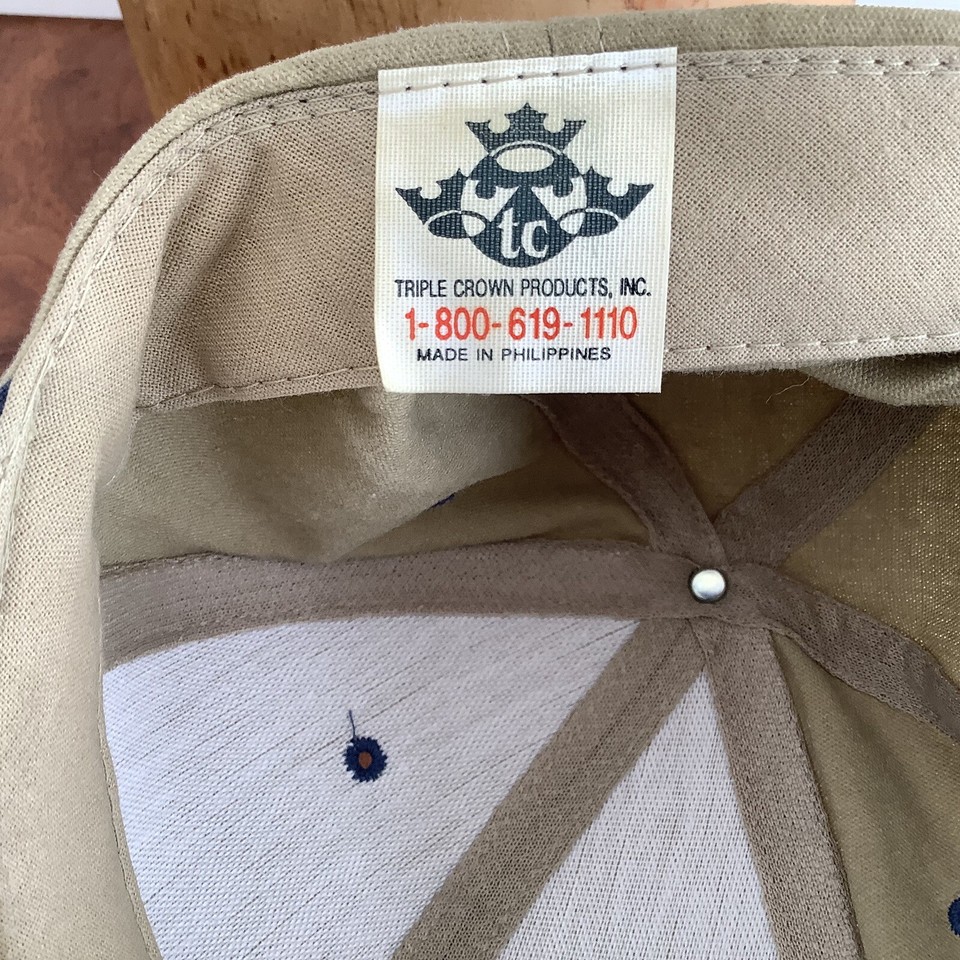 tc
TRIPLE CROWN PRODUCTS, INC.
1-800-619-1110
MADE IN PHILIPPINES